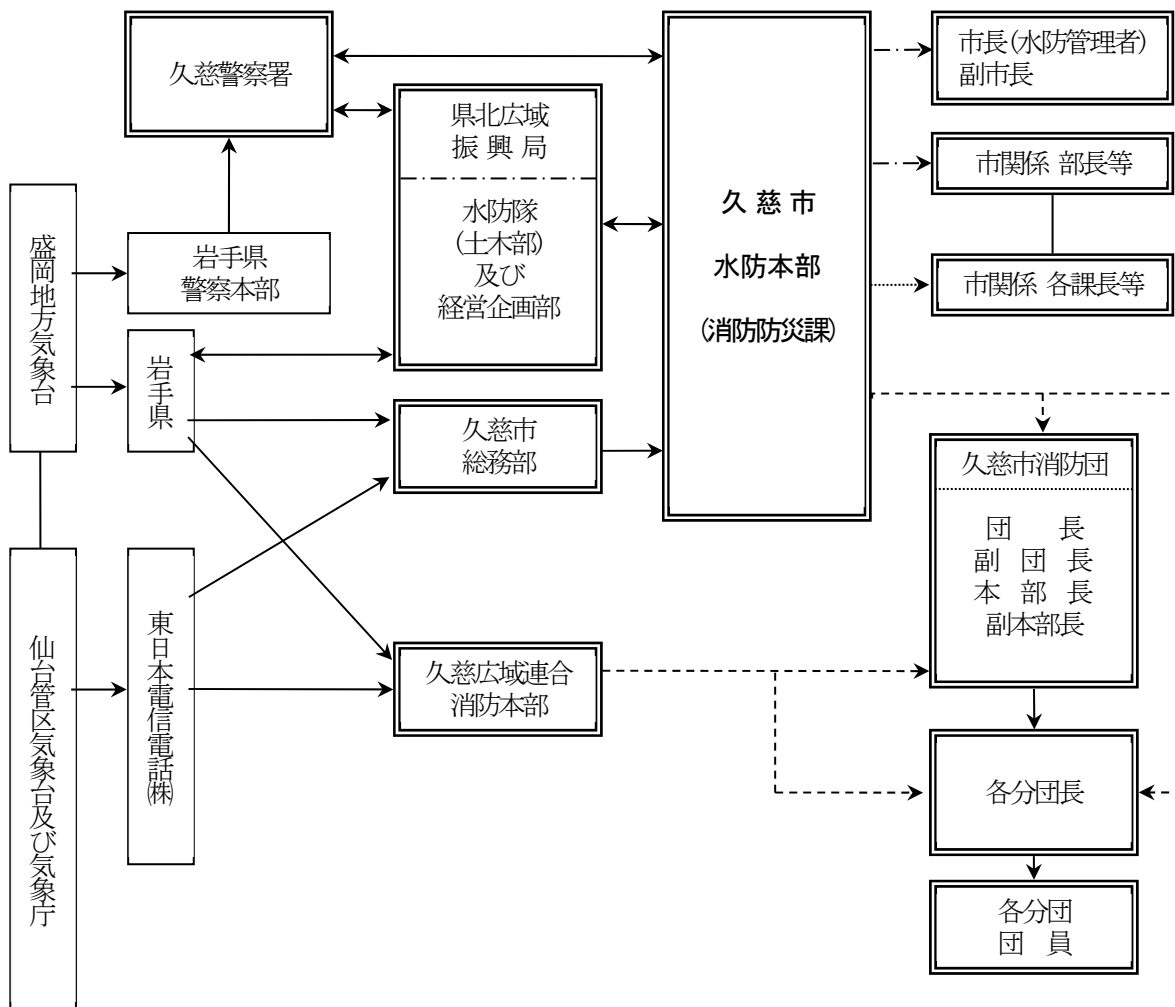 盛岡地方気象台
仙台管区気象台及び気象庁
久慈警察署
岩手県
警察本部
岩手県
東日本電信電話㈱
県北広域
振 興 局
水防隊
(土木部)
及び
経営企画部
久慈市
総務部
久慈広域連合
消防本部
久 慈 市
水防本部
(消防防災課)
市長(水防管理者)
副市長
市関係 部長等
市関係 各課長等
久慈市消防団
団　　長
副　団　長
本　部　長
副本部長
各分団長
各分団
団　員